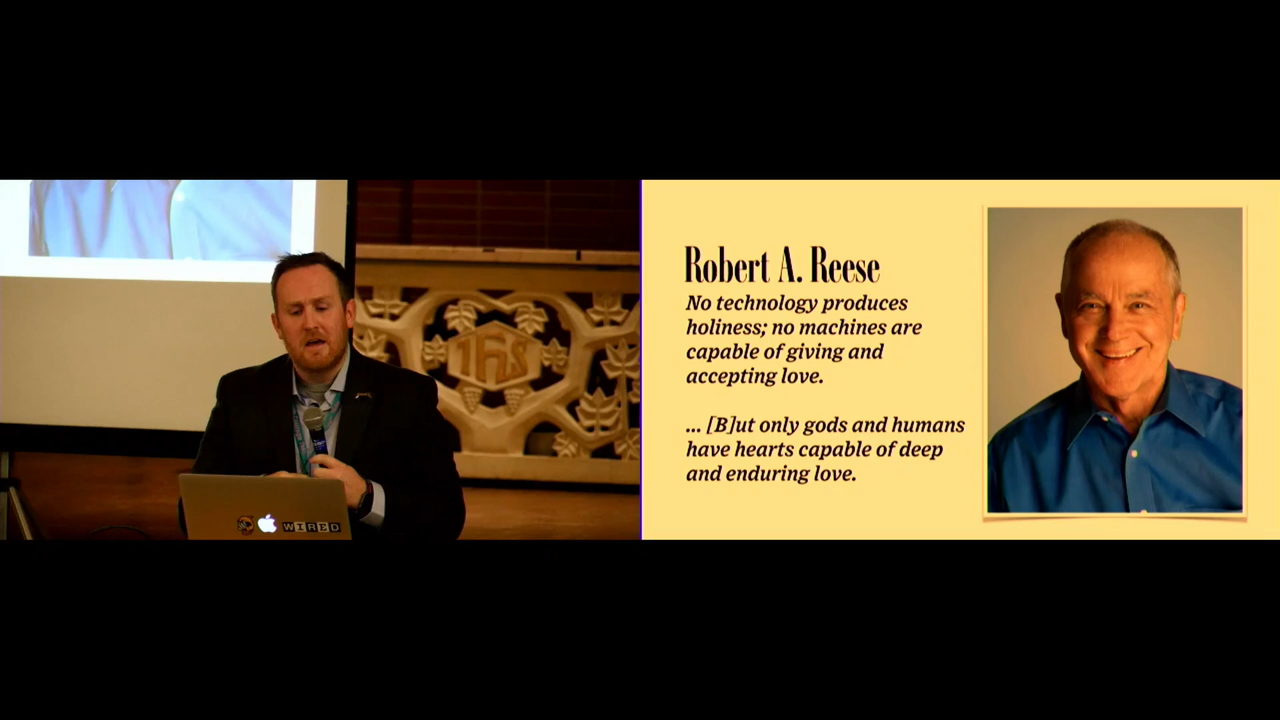 IHS
WIRED
Robert A. Reese
No technology produces
holiness; no machines are
capable of giving and
accepting love.
... [B]ut only gods and humans
have hearts capable of deep
and enduring love.